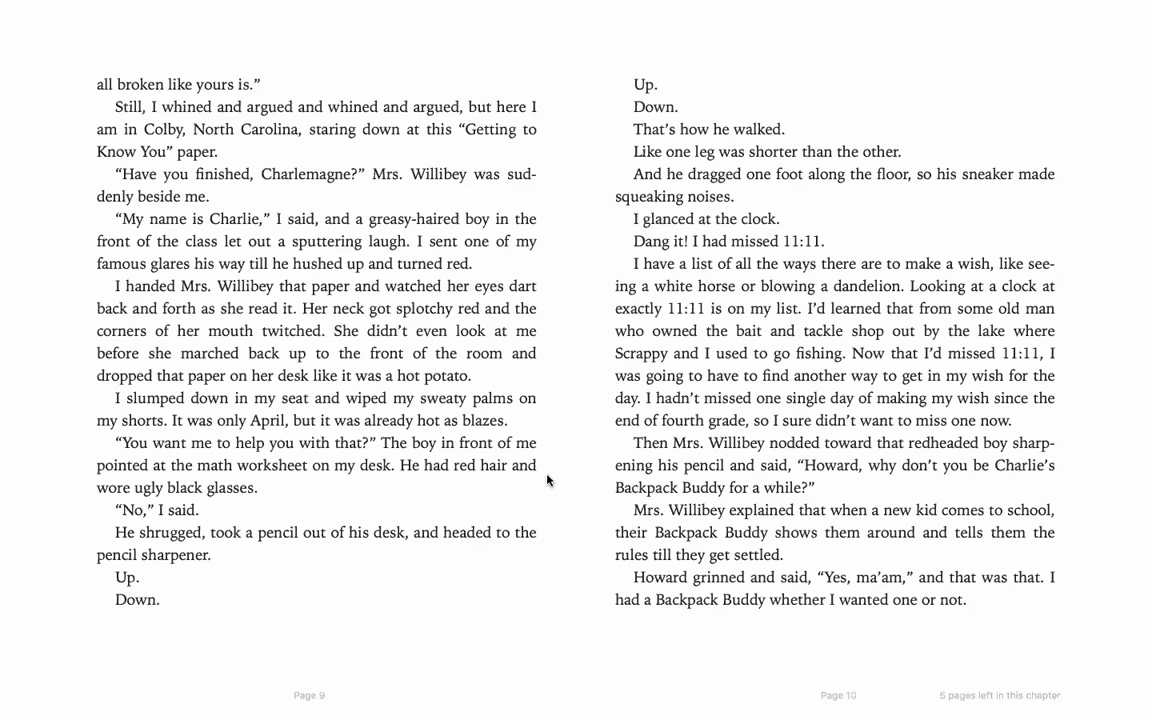 all broken like yours is.”
Still, I whined and argued and whined and argued, but here I
am in Colby, North Carolina, staring down at this “Getting to
Know You” paper.
“Have you finished, Charlemagne?” Mrs. Willibey was sud-
denly beside me.
“My name is Charlie,” I said, and a greasy-haired boy in the
front of the class let out a sputtering laugh. I sent one of my
famous glares his way till he hushed up and turned red.
I handed Mrs. Willibey that paper and watched her eyes dart
back and forth as she read it. Her neck got splotchy red and the
corners of her mouth twitched. She didn’t even look at me
before she marched back up to the front of the room and
dropped that paper on her desk like it was a hot potato.
I slumped down in my seat and wiped my sweaty palms on
my shorts. It was only April, but it was already hot as blazes.
“You want me to help you with that?” The boy in front of me
pointed at the math worksheet on my desk. He had red hair and
wore ugly black glasses.
“No,” I said.
He shrugged, took a pencil out of his desk, and headed to the
pencil sharpener.
Up.
Down.
Page 9
Up.
Down.
That’s how he walked.
Like one leg was shorter than the other.
And he dragged one foot along the floor, so his sneaker made
squeaking noises.
I glanced at the clock.
Dang it! I had missed 11:11.
I have a list of all the ways there are to make a wish, like see-
ing a white horse or blowing a dandelion. Looking at a clock at
exactly 11:11 is on my list. I’d learned that from some old man
who owned the bait and tackle shop out by the lake where
Scrappy and I used to go fishing. Now that I’d missed 11:11, I
was going to have to find another way to get in my wish for the
day. I hadn’t missed one single day of making my wish since the
end of fourth grade, so I sure didn’t want to miss one now.
Then Mrs. Willibey nodded toward that redheaded boy sharp-
ening his pencil and said, “Howard, why don’t you be Charlie’s
Backpack Buddy for a while?”
Mrs. Willibey explained that when a new kid comes to school,
their Backpack Buddy shows them around and tells them the
rules till they get settled.
Howard grinned and said, “Yes, ma’am,” and that was that. I
had a Backpack Buddy whether I wanted one or not.
Page 10
5 pages left in this chapter